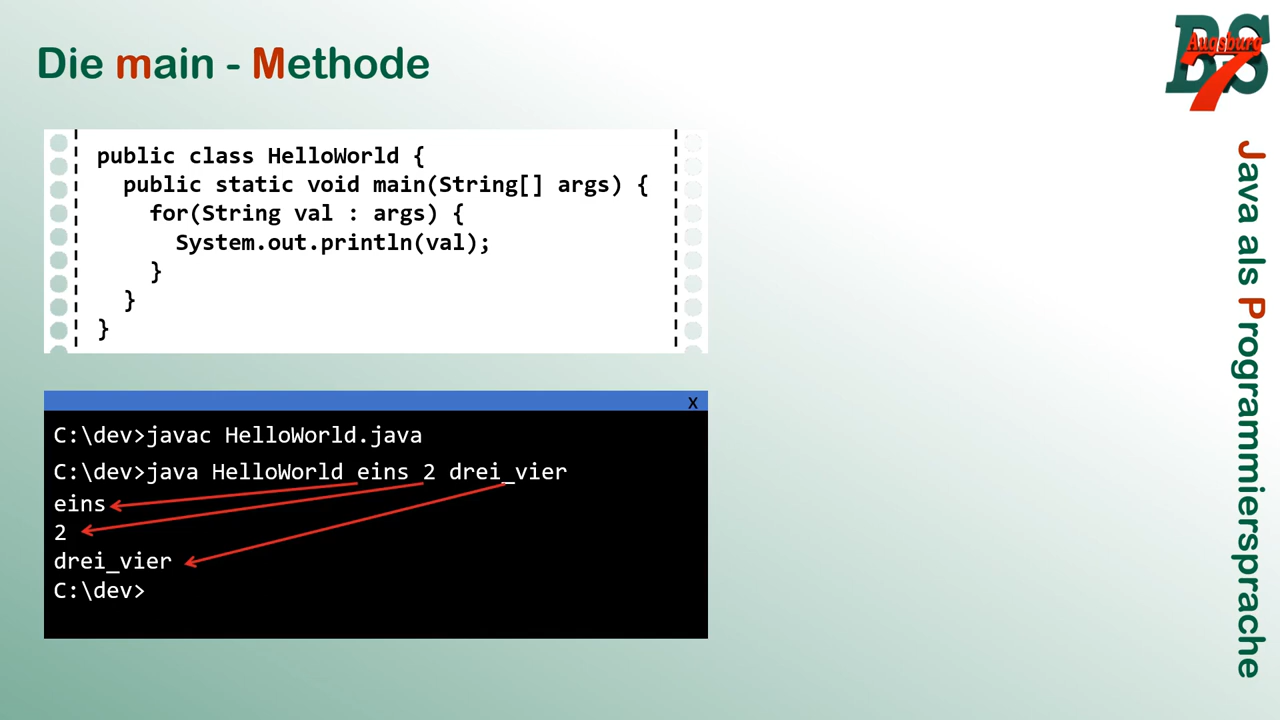 Die main - Methode
public class HelloWorld {
public static void main(String[] args) {
for(String val : args) {
System.out.println(val);
}
}
}
x
C:\dev>javac HelloWorld.java
C:\dev>java HelloWorld eins 2 drei_vier
eins
2
drei_vier
C:\dev>
BS
Augsburg
7
Java als Programmiersprache